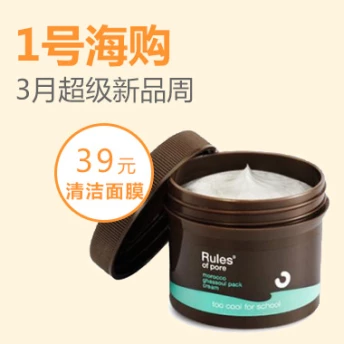 1号海购
3月超级新品周
39元
清洁面膜
Rules
of pore
morocco
ghassoul pack
cream
too cool for school